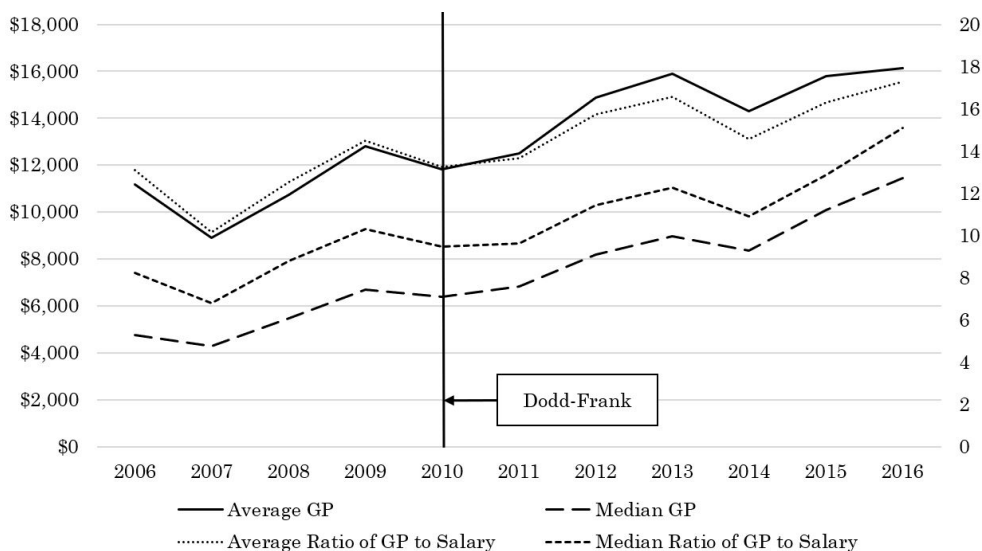 $18,000 20
$16,000 18
$14,000 16
$12,000 14
$10,000 12
$8,000 10
$6,000 8
$4,000 6
$2,000 4
$0 2
0
Dodd-Frank
2006 2007 2008 2009 2010 2011 2012 2013 2014 2015 2016
Average GP Median GP
Average Ratio of GP to Salary Median Ratio of GP to Salary